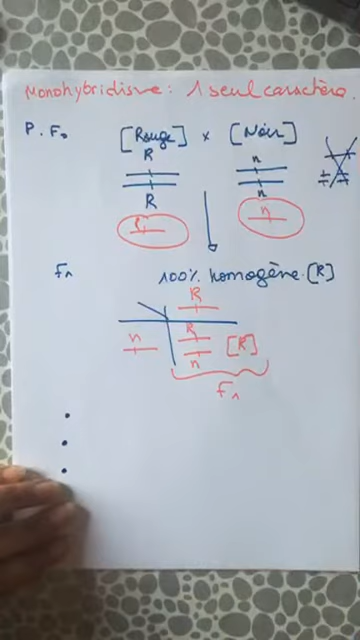 Monohybridisme: 1 seul caractère.
P. F₀ [Rouge] × [Noir]
R n
R n
R n
F₁ 100% homogène [R]
R
n R [R]
n
F₁